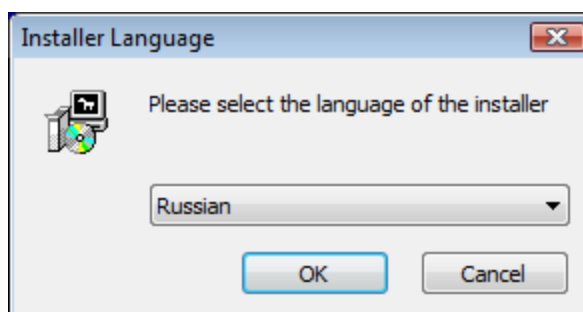 Installer Language
Please select the language of the installer
Russian
OK
Cancel